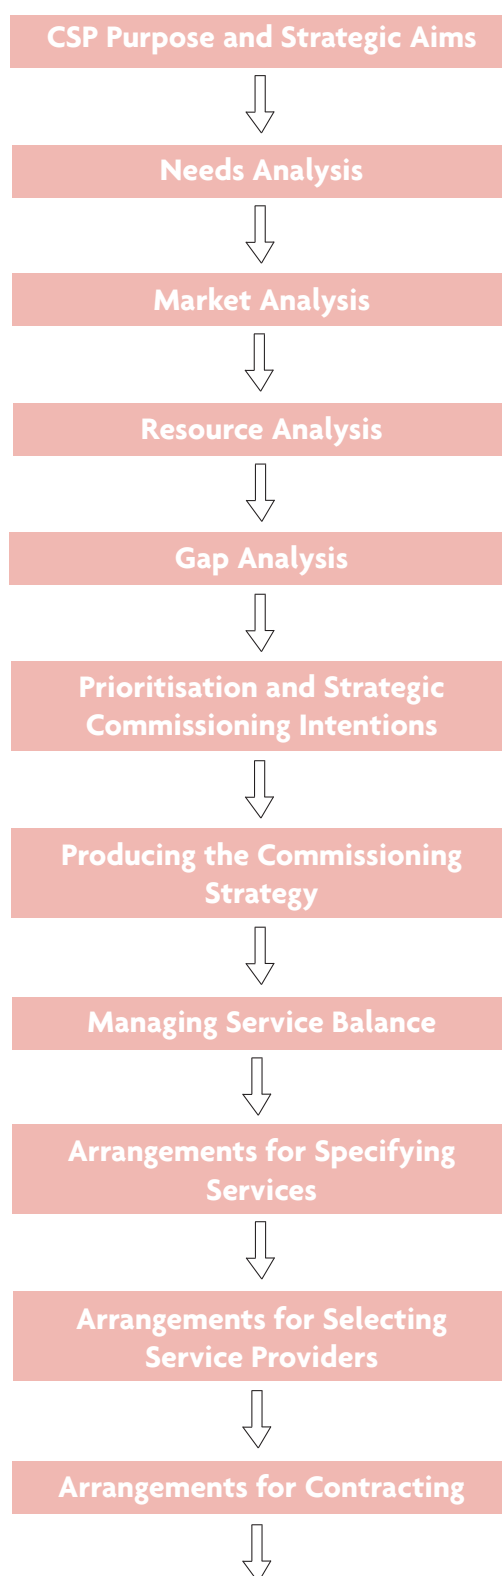 CSP Purpose and Strategic Aims
Needs Analysis
Market Analysis
Resource Analysis
Gap Analysis
Prioritisation and Strategic
Commissioning Intentions
Producing the Commissioning
Strategy
Managing Service Balance
Arrangements for Specifying
Services
Arrangements for Selecting
Service Providers
Arrangements for Contracting